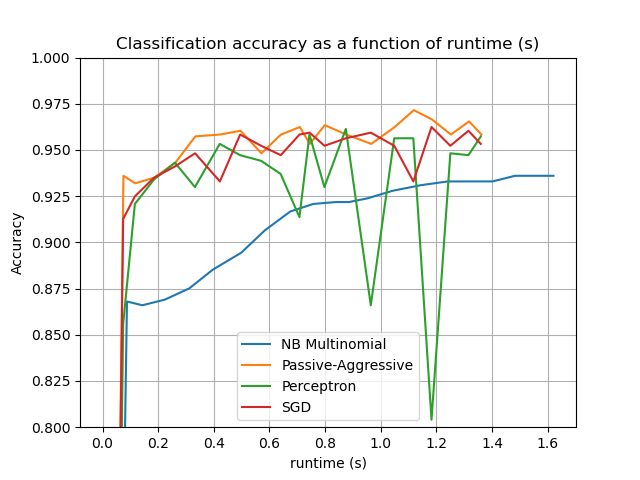 Classification accuracy as a function of runtime (s)
1.000
0.975
0.950
0.925
0.900
0.875
0.850
0.825
0.800
Accuracy
NB Multinomial
Passive-Aggressive
Perceptron
SGD
0.0 0.2 0.4 0.6 0.8 1.0 1.2 1.4 1.6
runtime (s)